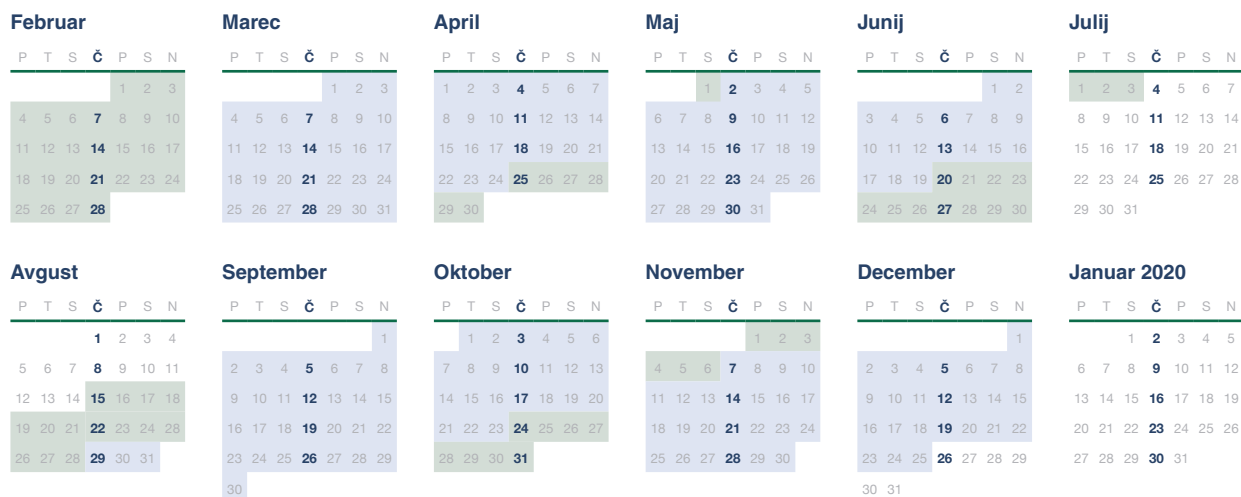 Februar
P T S Č P S N
1 2 3
4 5 6 7 8 9 10
11 12 13 14 15 16 17
18 19 20 21 22 23 24
25 26 27 28
Marec
P T S Č P S N
1 2 3
4 5 6 7 8 9 10
11 12 13 14 15 16 17
18 19 20 21 22 23 24
25 26 27 28 29 30 31
April
P T S Č P S N
1 2 3 4 5 6 7
8 9 10 11 12 13 14
15 16 17 18 19 20 21
22 23 24 25 26 27 28
29 30
Maj
P T S Č P S N
1 2 3 4 5
6 7 8 9 10 11 12
13 14 15 16 17 18 19
20 21 22 23 24 25 26
27 28 29 30 31
Junij
P T S Č P S N
1 2
3 4 5 6 7 8 9
10 11 12 13 14 15 16
17 18 19 20 21 22 23
24 25 26 27 28 29 30
Julij
P T S Č P S N
1 2 3 4 5 6 7
8 9 10 11 12 13 14
15 16 17 18 19 20 21
22 23 24 25 26 27 28
29 30 31
Avgust
P T S Č P S N
1 2 3 4
5 6 7 8 9 10 11
12 13 14 15 16 17 18
19 20 21 22 23 24 28
26 27 28 29 30 31
September
P T S Č P S N
1
2 3 4 5 6 7 8
9 10 11 12 13 14 15
16 17 18 19 20 21 22
23 24 25 26 27 28 29
30
Oktober
P T S Č P S N
1 2 3 4 5 6
7 8 9 10 11 12 13
14 15 16 17 18 19 20
21 22 23 24 25 26 27
28 29 30 31
November
P T S Č P S N
1 2 3
4 5 6 7 8 9 10
11 12 13 14 15 16 17
18 19 20 21 22 23 24
25 26 27 28 29 30
December
P T S Č P S N
1
2 3 4 5 6 7 8
9 10 11 12 13 14 15
16 17 18 19 20 21 22
23 24 25 26 27 28 29
30 31
Januar 2020
P T S Č P S N
1 2 3 4 5
6 7 8 9 10 11 12
13 14 15 16 17 18 19
20 21 22 23 24 25 26
27 28 29 30 31